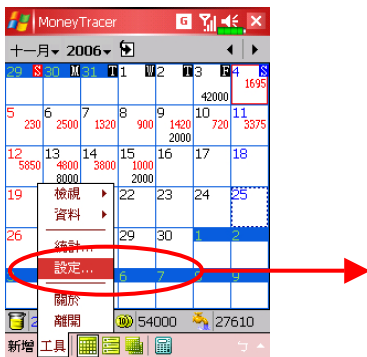 MoneyTracer G
十一月 2006
29 S 30 M 31 T 1 W 2 T 3 F 4 S
42000 1695
5 6 7 8 9 10 11
230 2500 1320 900 1420 720 3375
2000
12 13 14 15 16 17 18
5850 4800 3800 1000
8000 2000
19 檢視 22 23 24 25
資料
26 統計... 29 30 1 2
設定... 6 7 8 9
關於
2 離開 10 54000 27610
新增 工具 ㄅ